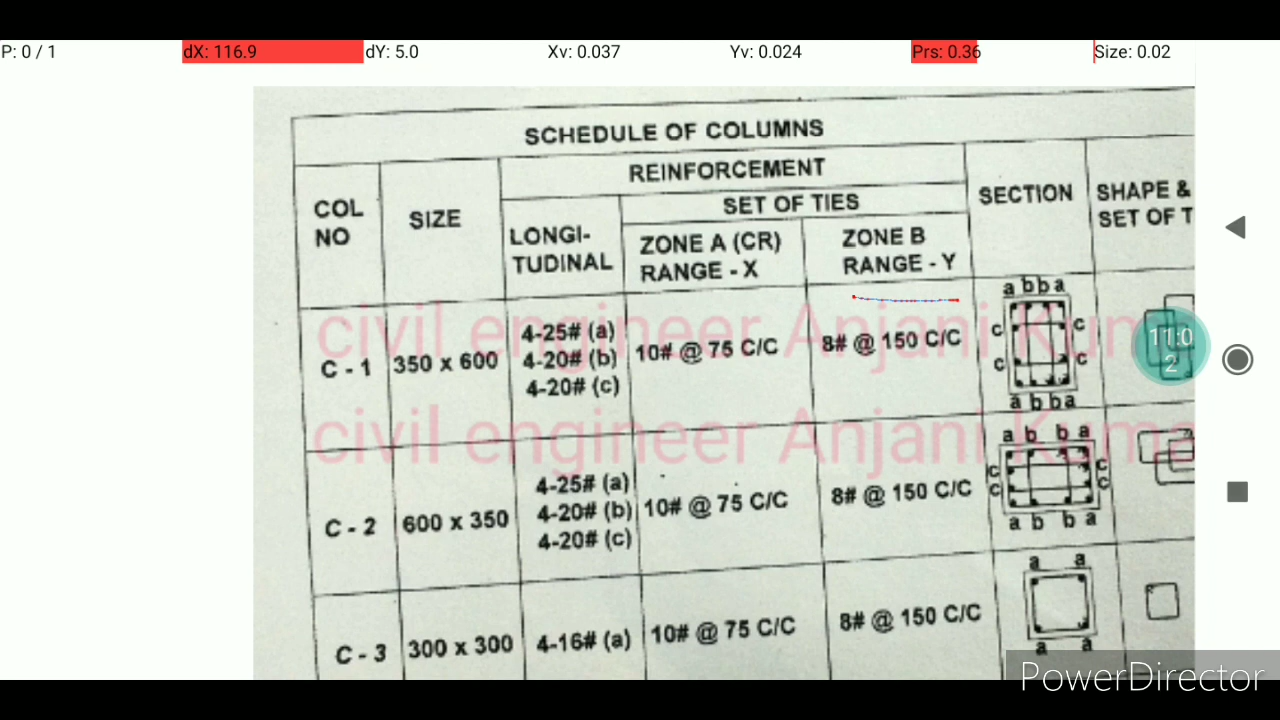 P: 0 / 1 dX: 116.9 dY: 5.0 Xv: 0.037 Yv: 0.024 Prs: 0.36 Size: 0.02
SCHEDULE OF COLUMNS
COL NO
SIZE
REINFORCEMENT
LONGI-
TUDINAL
SET OF TIES
ZONE A (CR)
RANGE - X
ZONE B
RANGE - Y
SECTION
SHAPE &
SET OF T
C - 1
350 x 600
4-25# (a)
4-20# (b)
4-20# (c)
10# @ 75 C/C
8# @ 150 C/C
a b b a
c c
c c
a b b a
11:0
2
civil engineer Anjani Kum
civil engineer Anjani Kuma
C - 2
600 x 350
4-25# (a)
4-20# (b)
4-20# (c)
10# @ 75 C/C
8# @ 150 C/C
a b b a
c c
c c
a b b a
C - 3
300 x 300
4-16# (a)
10# @ 75 C/C
8# @ 150 C/C
a a
a a
PowerDirector